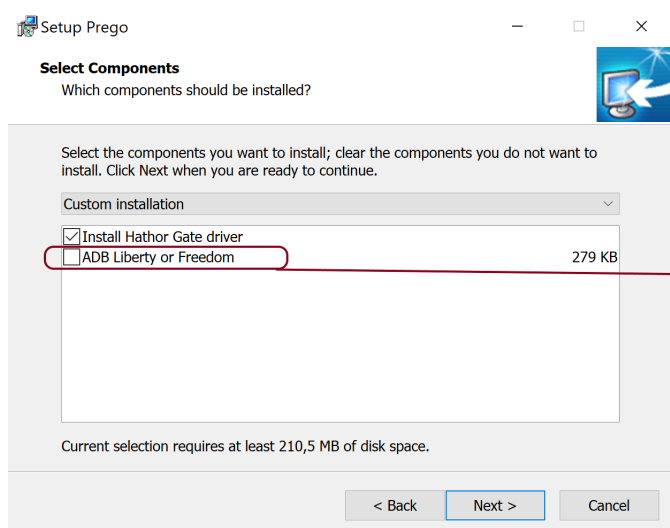 Setup Prego
Select Components
Which components should be installed?
Select the components you want to install; clear the components you do not want to
install. Click Next when you are ready to continue.
Custom installation
Install Hathor Gate driver
ADB Liberty or Freedom 279 KB
Current selection requires at least 210,5 MB of disk space.
< Back Next > Cancel